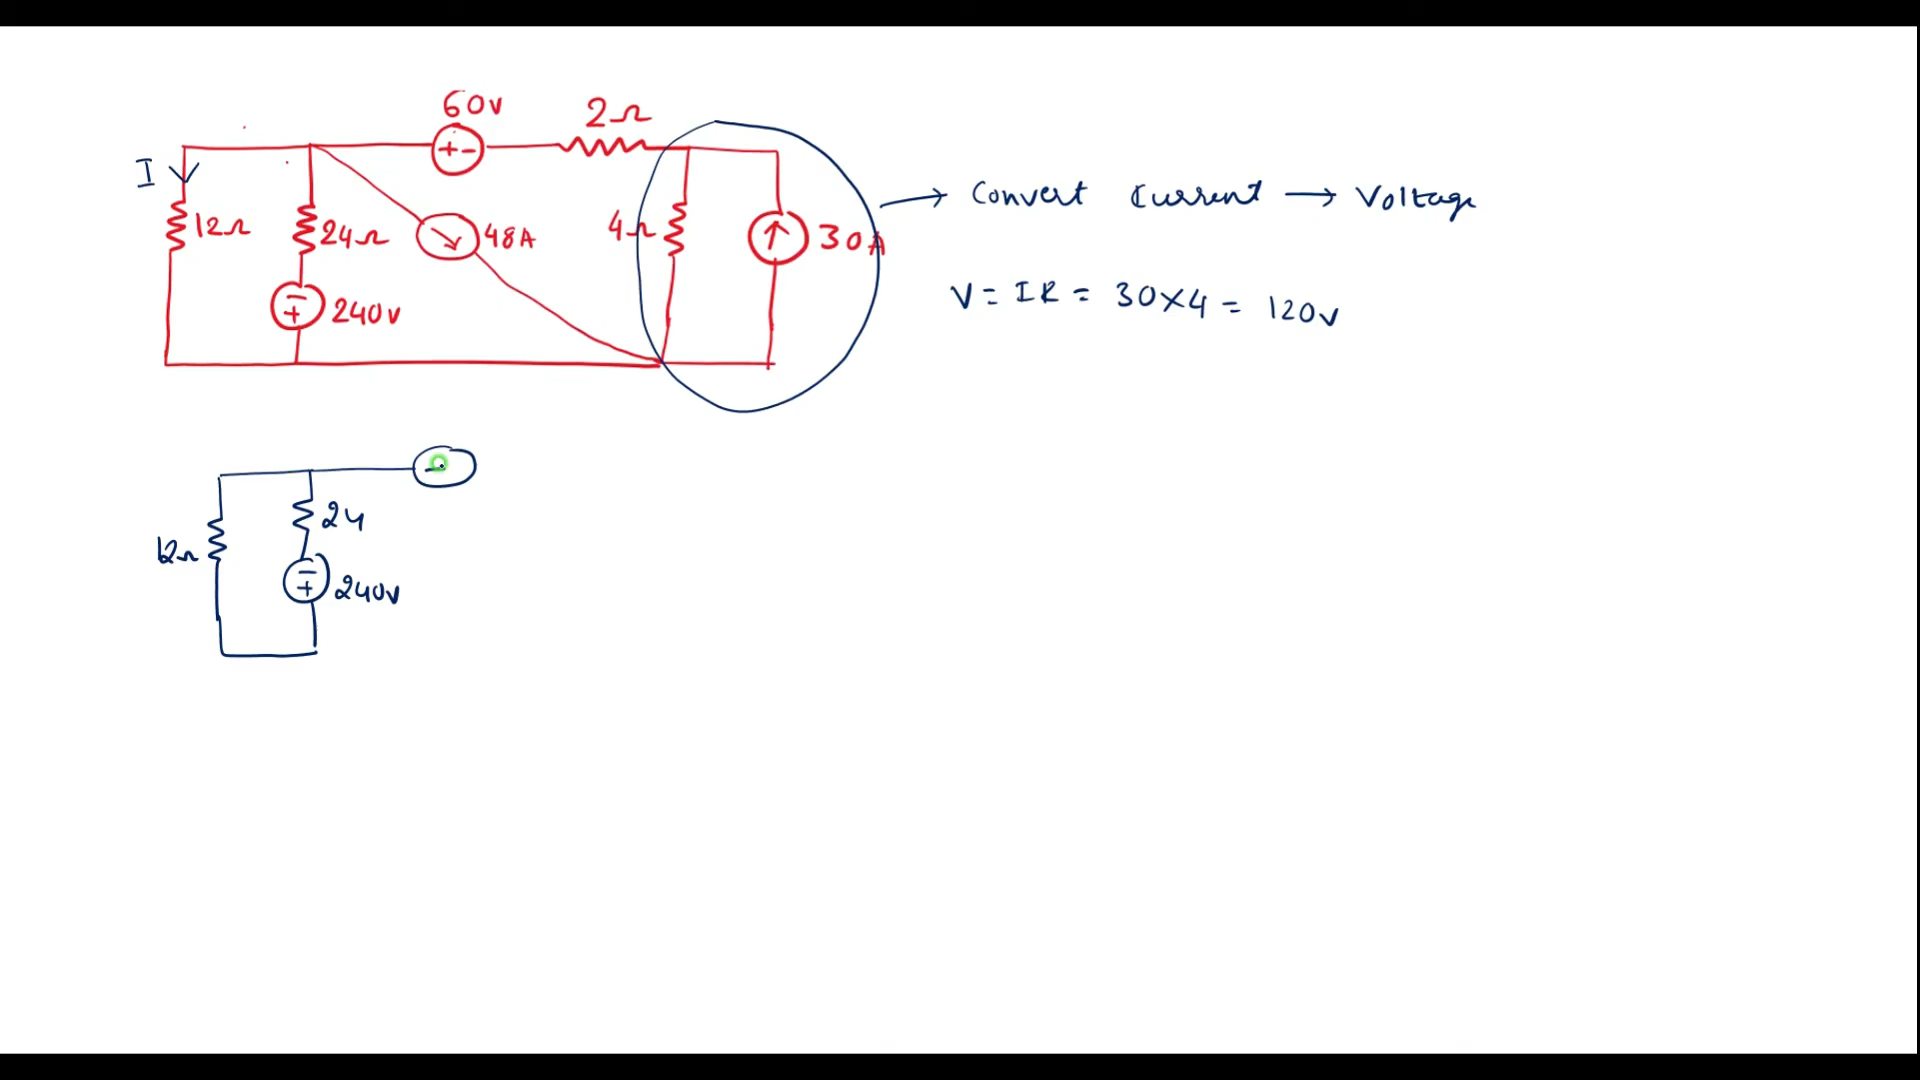 60v
2Ω
I
12Ω
24Ω
48A
4Ω
30A
240v
+ -
-
+
→ Convert Current → Voltage
V = IR = 30×4 = 120v
24
12Ω
-
+
240v
-